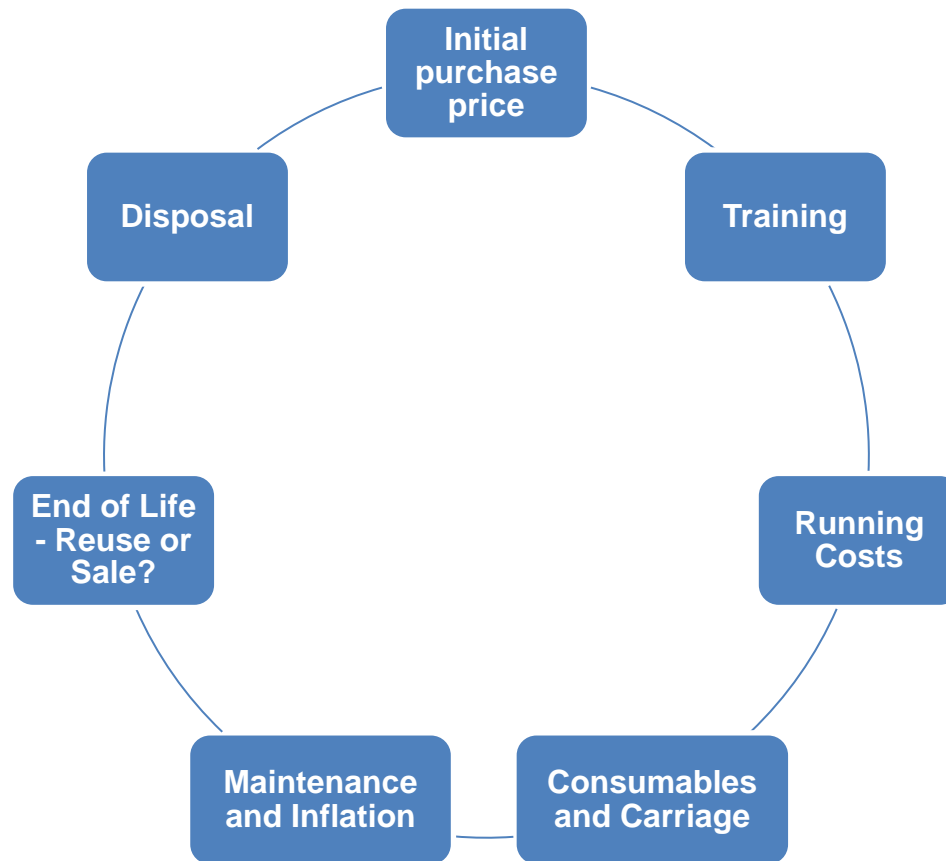 Initial
purchase
price
Training
Running
Costs
Consumables
and Carriage
Maintenance
and Inflation
End of Life
- Reuse or
Sale?
Disposal